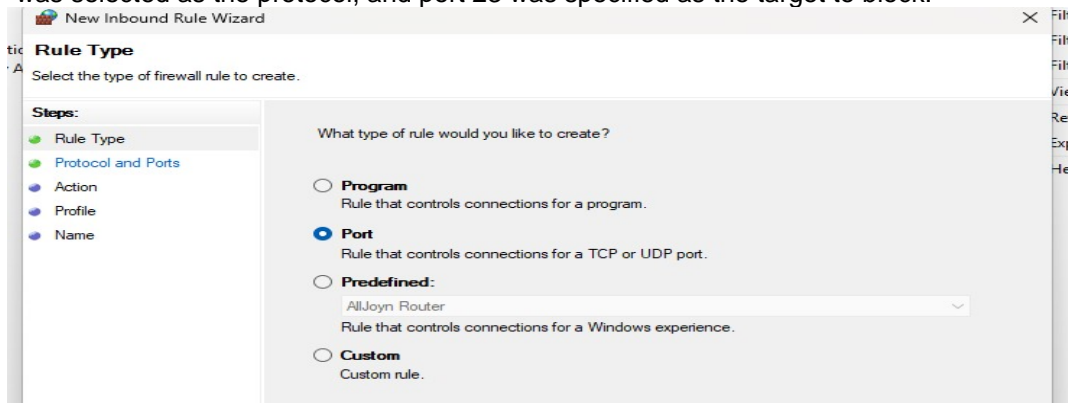 was selected as the protocol, and port 23 was specified as the target to block.
New Inbound Rule Wizard
Rule Type
Select the type of firewall rule to create.
Steps:
Rule Type
Protocol and Ports
Action
Profile
Name
What type of rule would you like to create?
Program
Rule that controls connections for a program.
Port
Rule that controls connections for a TCP or UDP port.
Predefined:
AllJoyn Router
Rule that controls connections for a Windows experience.
Custom
Custom rule.